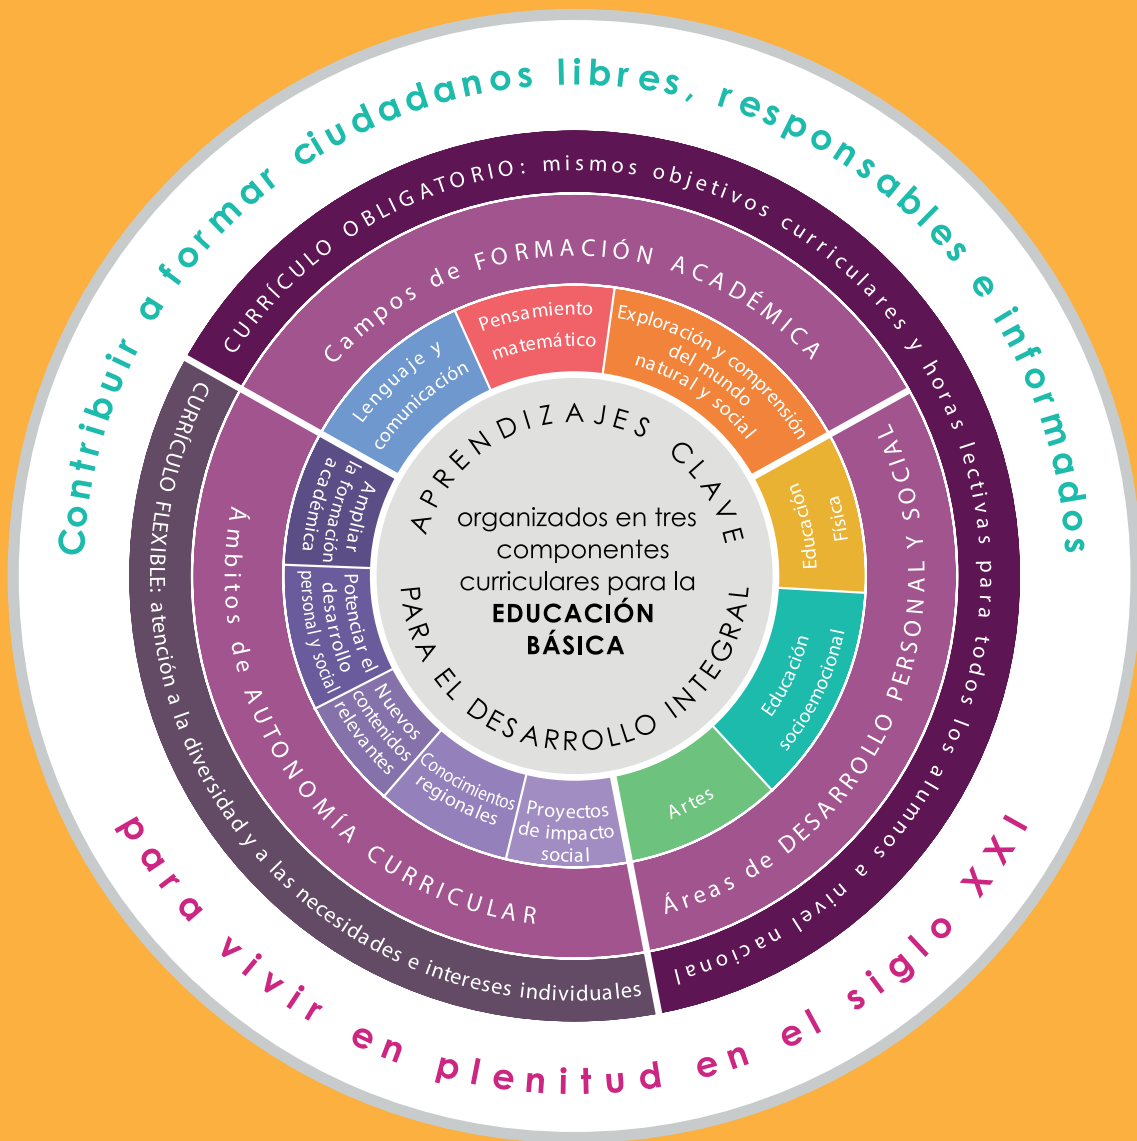 Contribuir a formar ciudadanos libres, responsables e informados
para vivir en plenitud en el siglo XXI
CURRÍCULO OBLIGATORIO: mismos objetivos curriculares y horas lectivas para todos los alumnos a nivel nacional
CURRÍCULO FLEXIBLE: atención a la diversidad y a las necesidades e intereses individuales
Campos de FORMACIÓN ACADÉMICA
Lenguaje y
comunicación
Pensamiento
matemático
Exploración y comprensión
del mundo
natural y social
Áreas de DESARROLLO PERSONAL Y SOCIAL
Educación
Física
Educación
socioemocional
Artes
Ámbitos de AUTONOMÍA CURRICULAR
Ampliar
la formación
académica
Potenciar el
desarrollo
personal y social
Nuevos
contenidos
relevantes
Conocimientos
regionales
Proyectos
de impacto
social
APRENDIZAJES CLAVE
organizados en tres
componentes
curriculares para la
EDUCACIÓN
BÁSICA
PARA EL DESARROLLO INTEGRAL